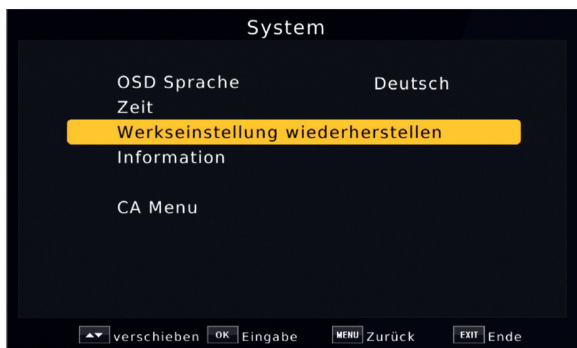 System
OSD Sprache Deutsch
Zeit
Werkseinstellung wiederherstellen
Information
CA Menu
verschieben OK Eingabe MENU Zurück EXIT Ende